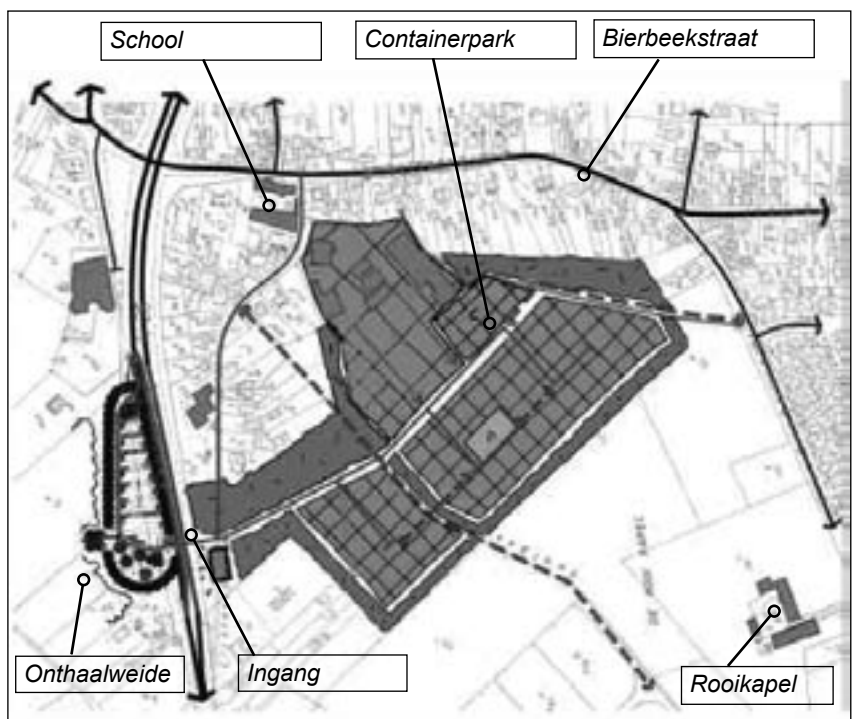 School
Containerpark
Bierbeekstraat
Onthaalweide
Ingang
Rooikapel